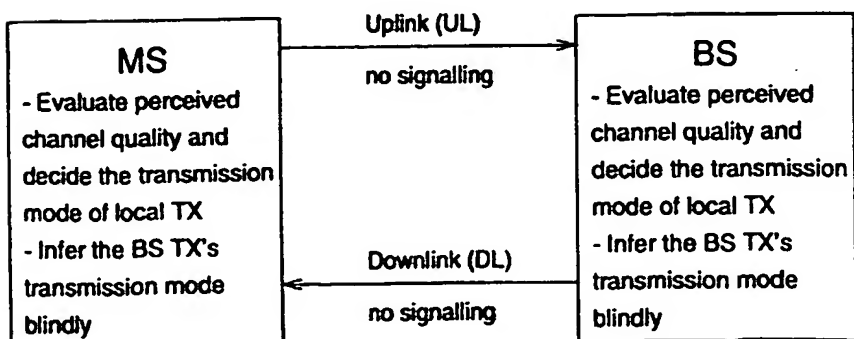 MS
- Evaluate perceived
channel quality and
decide the transmission
mode of local TX
- Infer the BS TX's
transmission mode
blindly
Uplink (UL)
no signalling
Downlink (DL)
no signalling
BS
- Evaluate perceived
channel quality and
decide the transmission
mode of local TX
- Infer the BS TX's
transmission mode
blindly